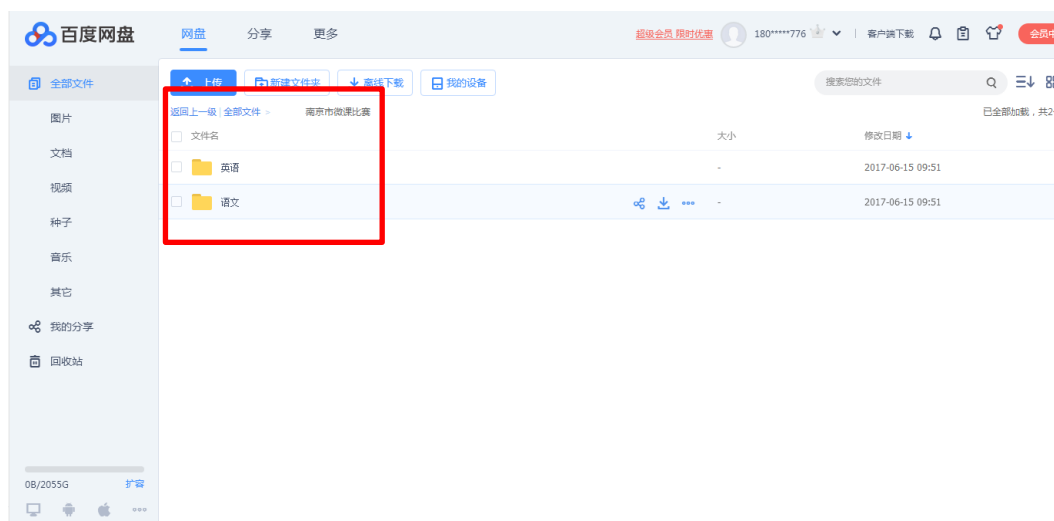 百度网盘 网盘 分享 更多 超级会员 限时优惠 180*****776 客户端下载 会员中
全部文件 上传 新建文件夹 离线下载 我的设备 搜索您的文件
返回上一级 | 全部文件 > 南京市微课比赛 已全部加载，共2
图片
文件名 大小 修改日期
文档
英语 - 2017-06-15 09:51
视频
语文 - 2017-06-15 09:51
种子
音乐
其它
我的分享
回收站
0B/2055G 扩容